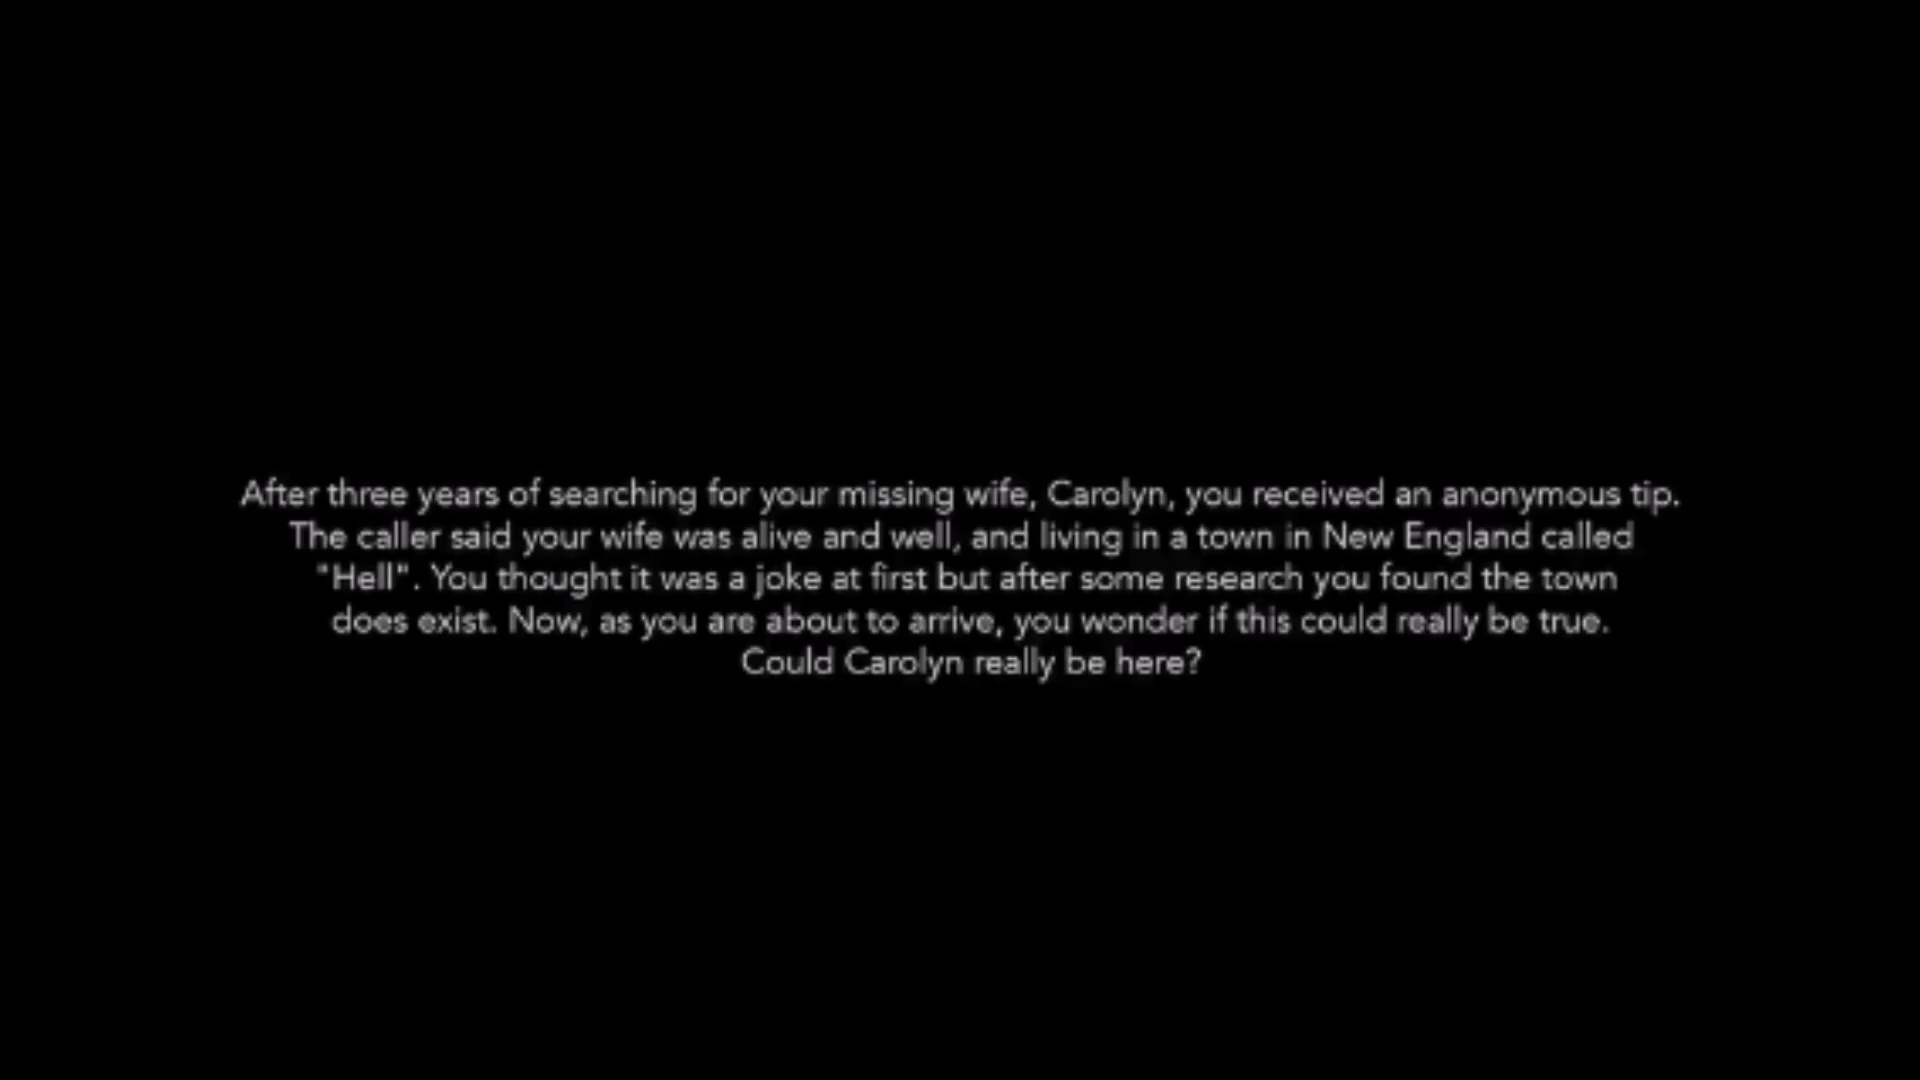 After three years of searching for your missing wife, Carolyn, you received an anonymous tip.
The caller said your wife was alive and well, and living in a town in New England called
"Hell". You thought it was a joke at first but after some research you found the town
does exist. Now, as you are about to arrive, you wonder if this could really be true.
Could Carolyn really be here?